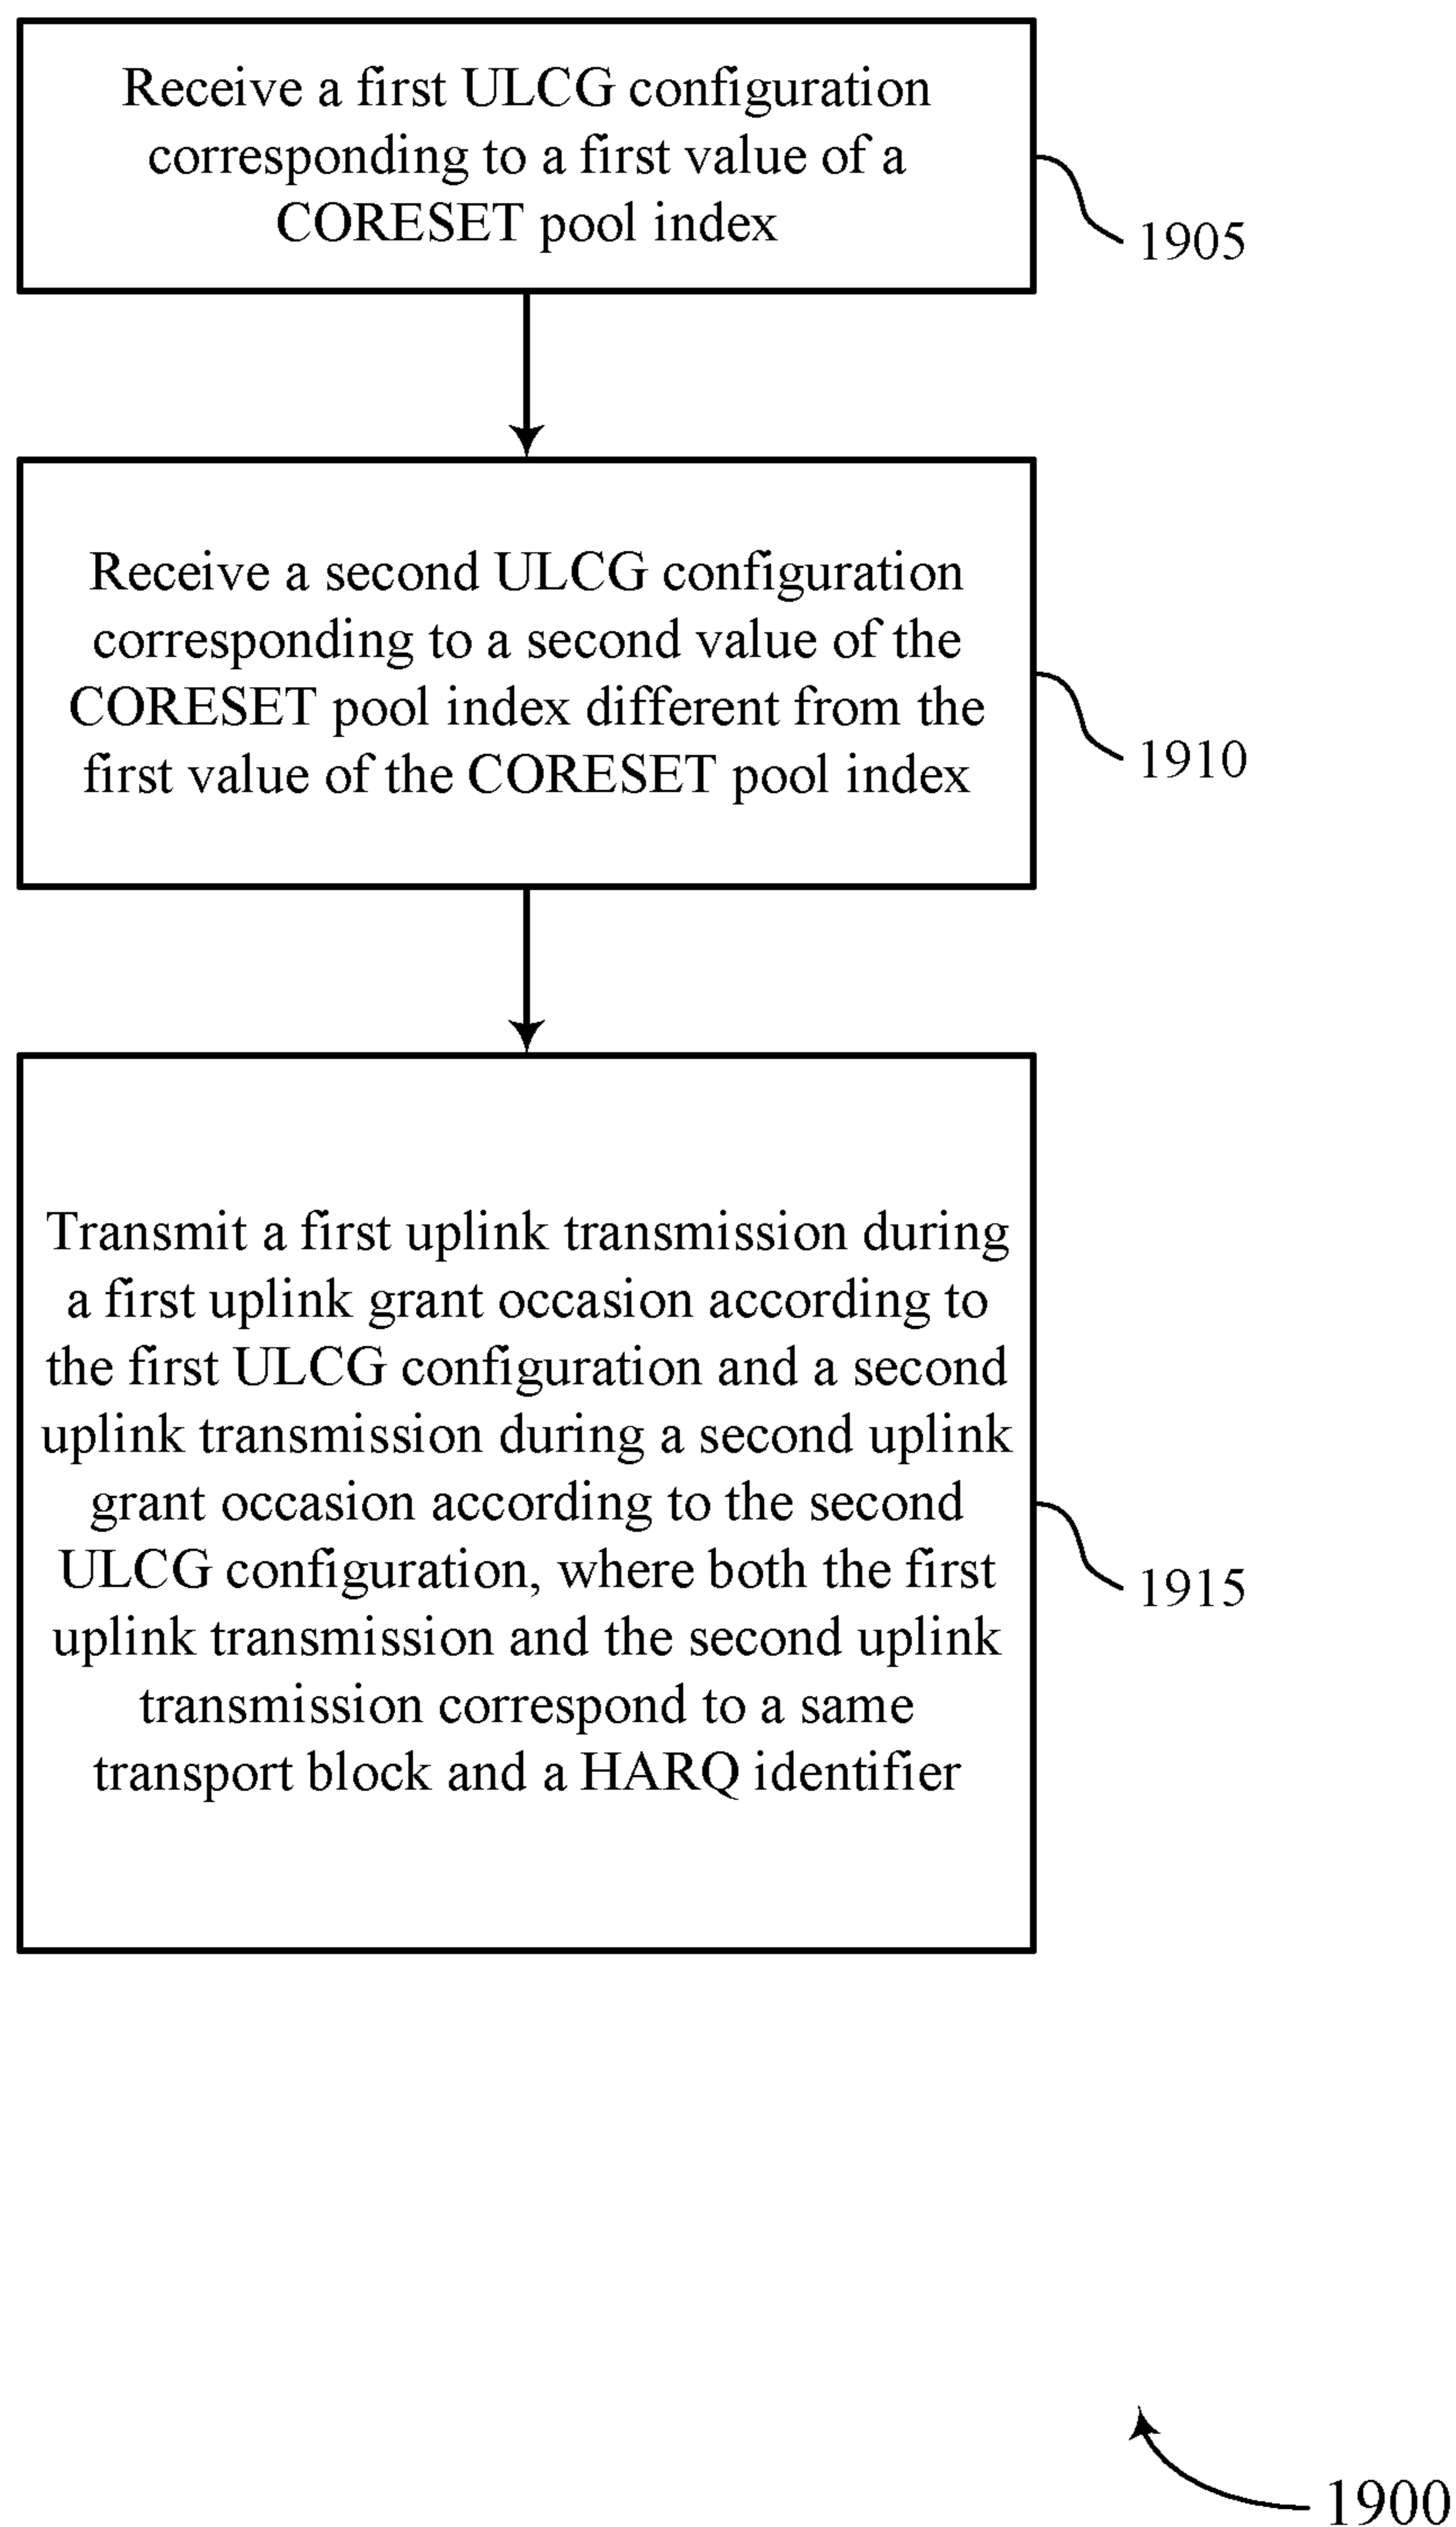 Receive a first ULCG configuration
corresponding to a first value of a
CORESET pool index
1905
Receive a second ULCG configuration
corresponding to a second value of the
CORESET pool index different from the
first value of the CORESET pool index
1910
Transmit a first uplink transmission during
a first uplink grant occasion according to
the first ULCG configuration and a second
uplink transmission during a second uplink
grant occasion according to the second
ULCG configuration, where both the first
uplink transmission and the second uplink
transmission correspond to a same
transport block and a HARQ identifier
1915
1900